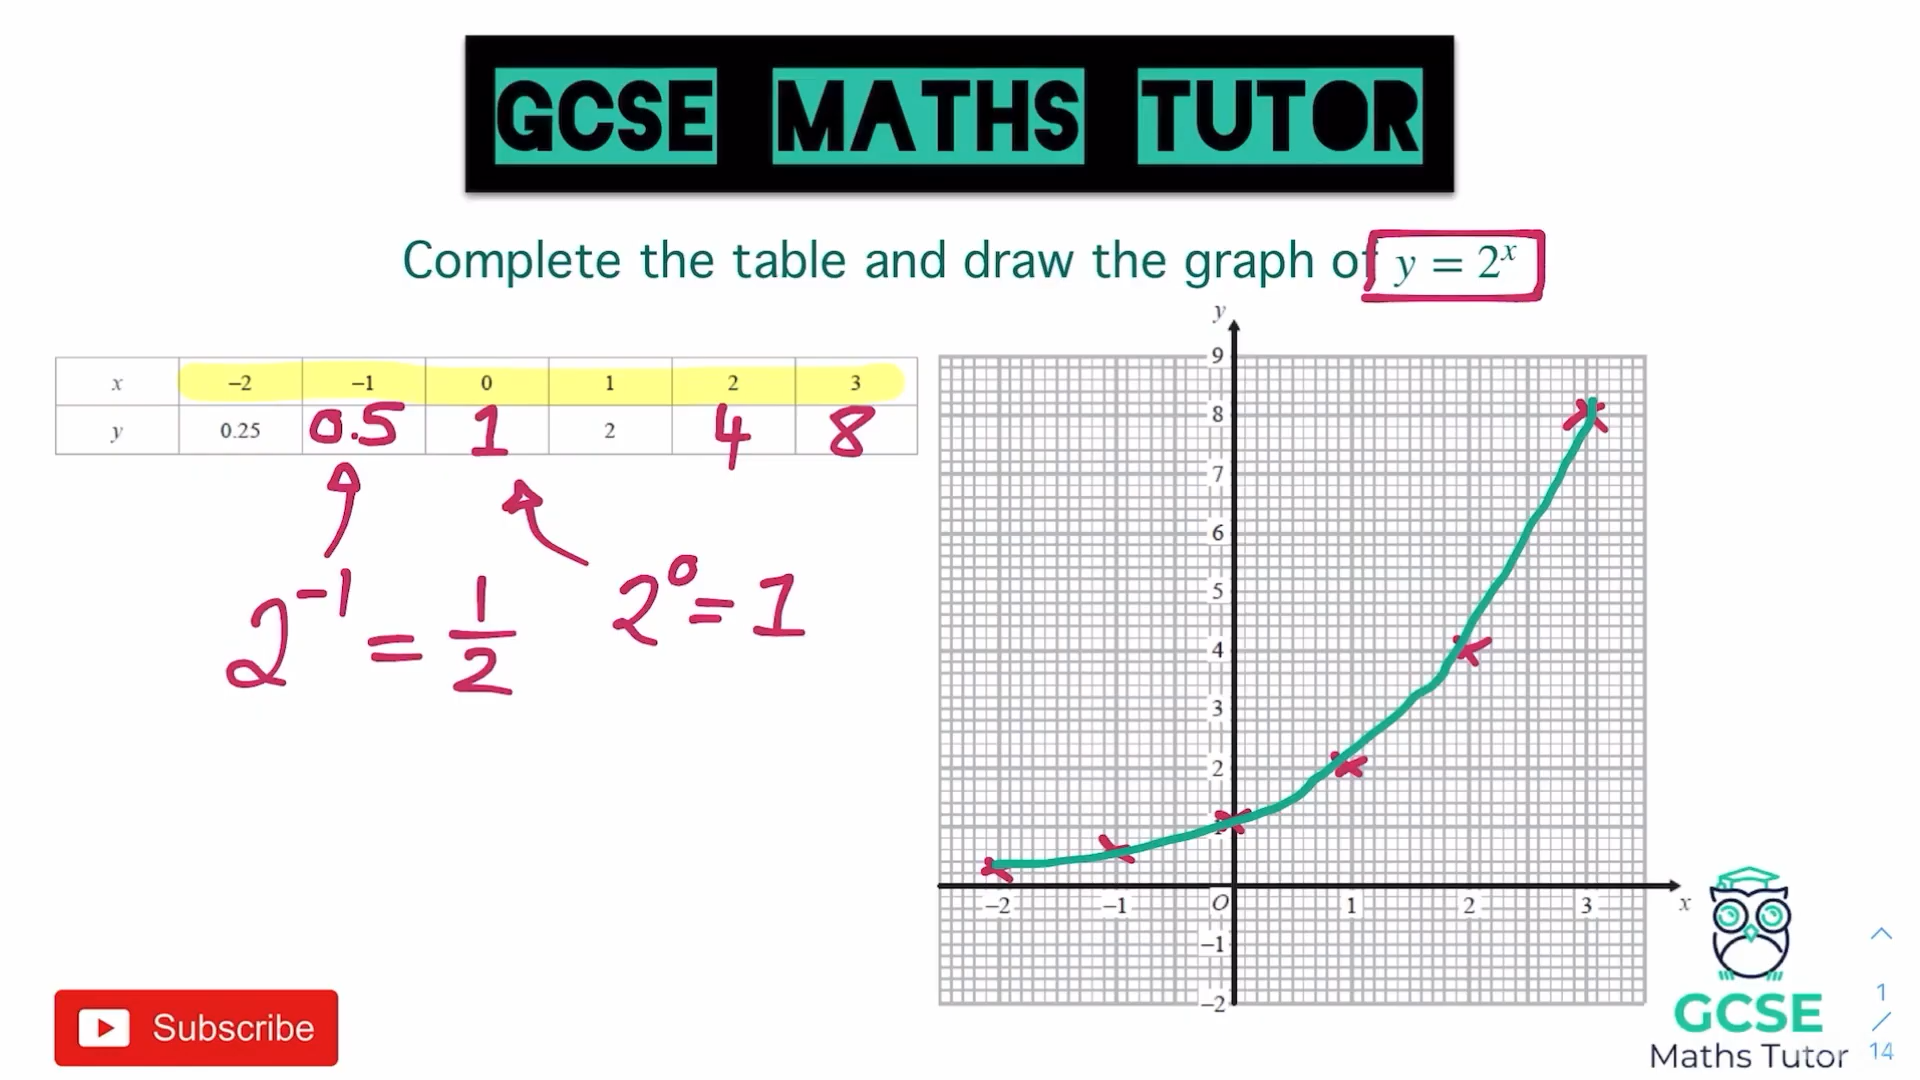 GCSE MATHS TUTOR
Complete the table and draw the graph of y = 2^x
x −2 −1 0 1 2 3
y 0.25 0.5 1 2 4 8
2^−1 = 1/2
2^0 = 1
y
9
8
7
6
5
4
3
2
1
−2 −1 O 1 2 3 x
−1
−2
Subscribe
GCSE
Maths Tutor
1
/
14